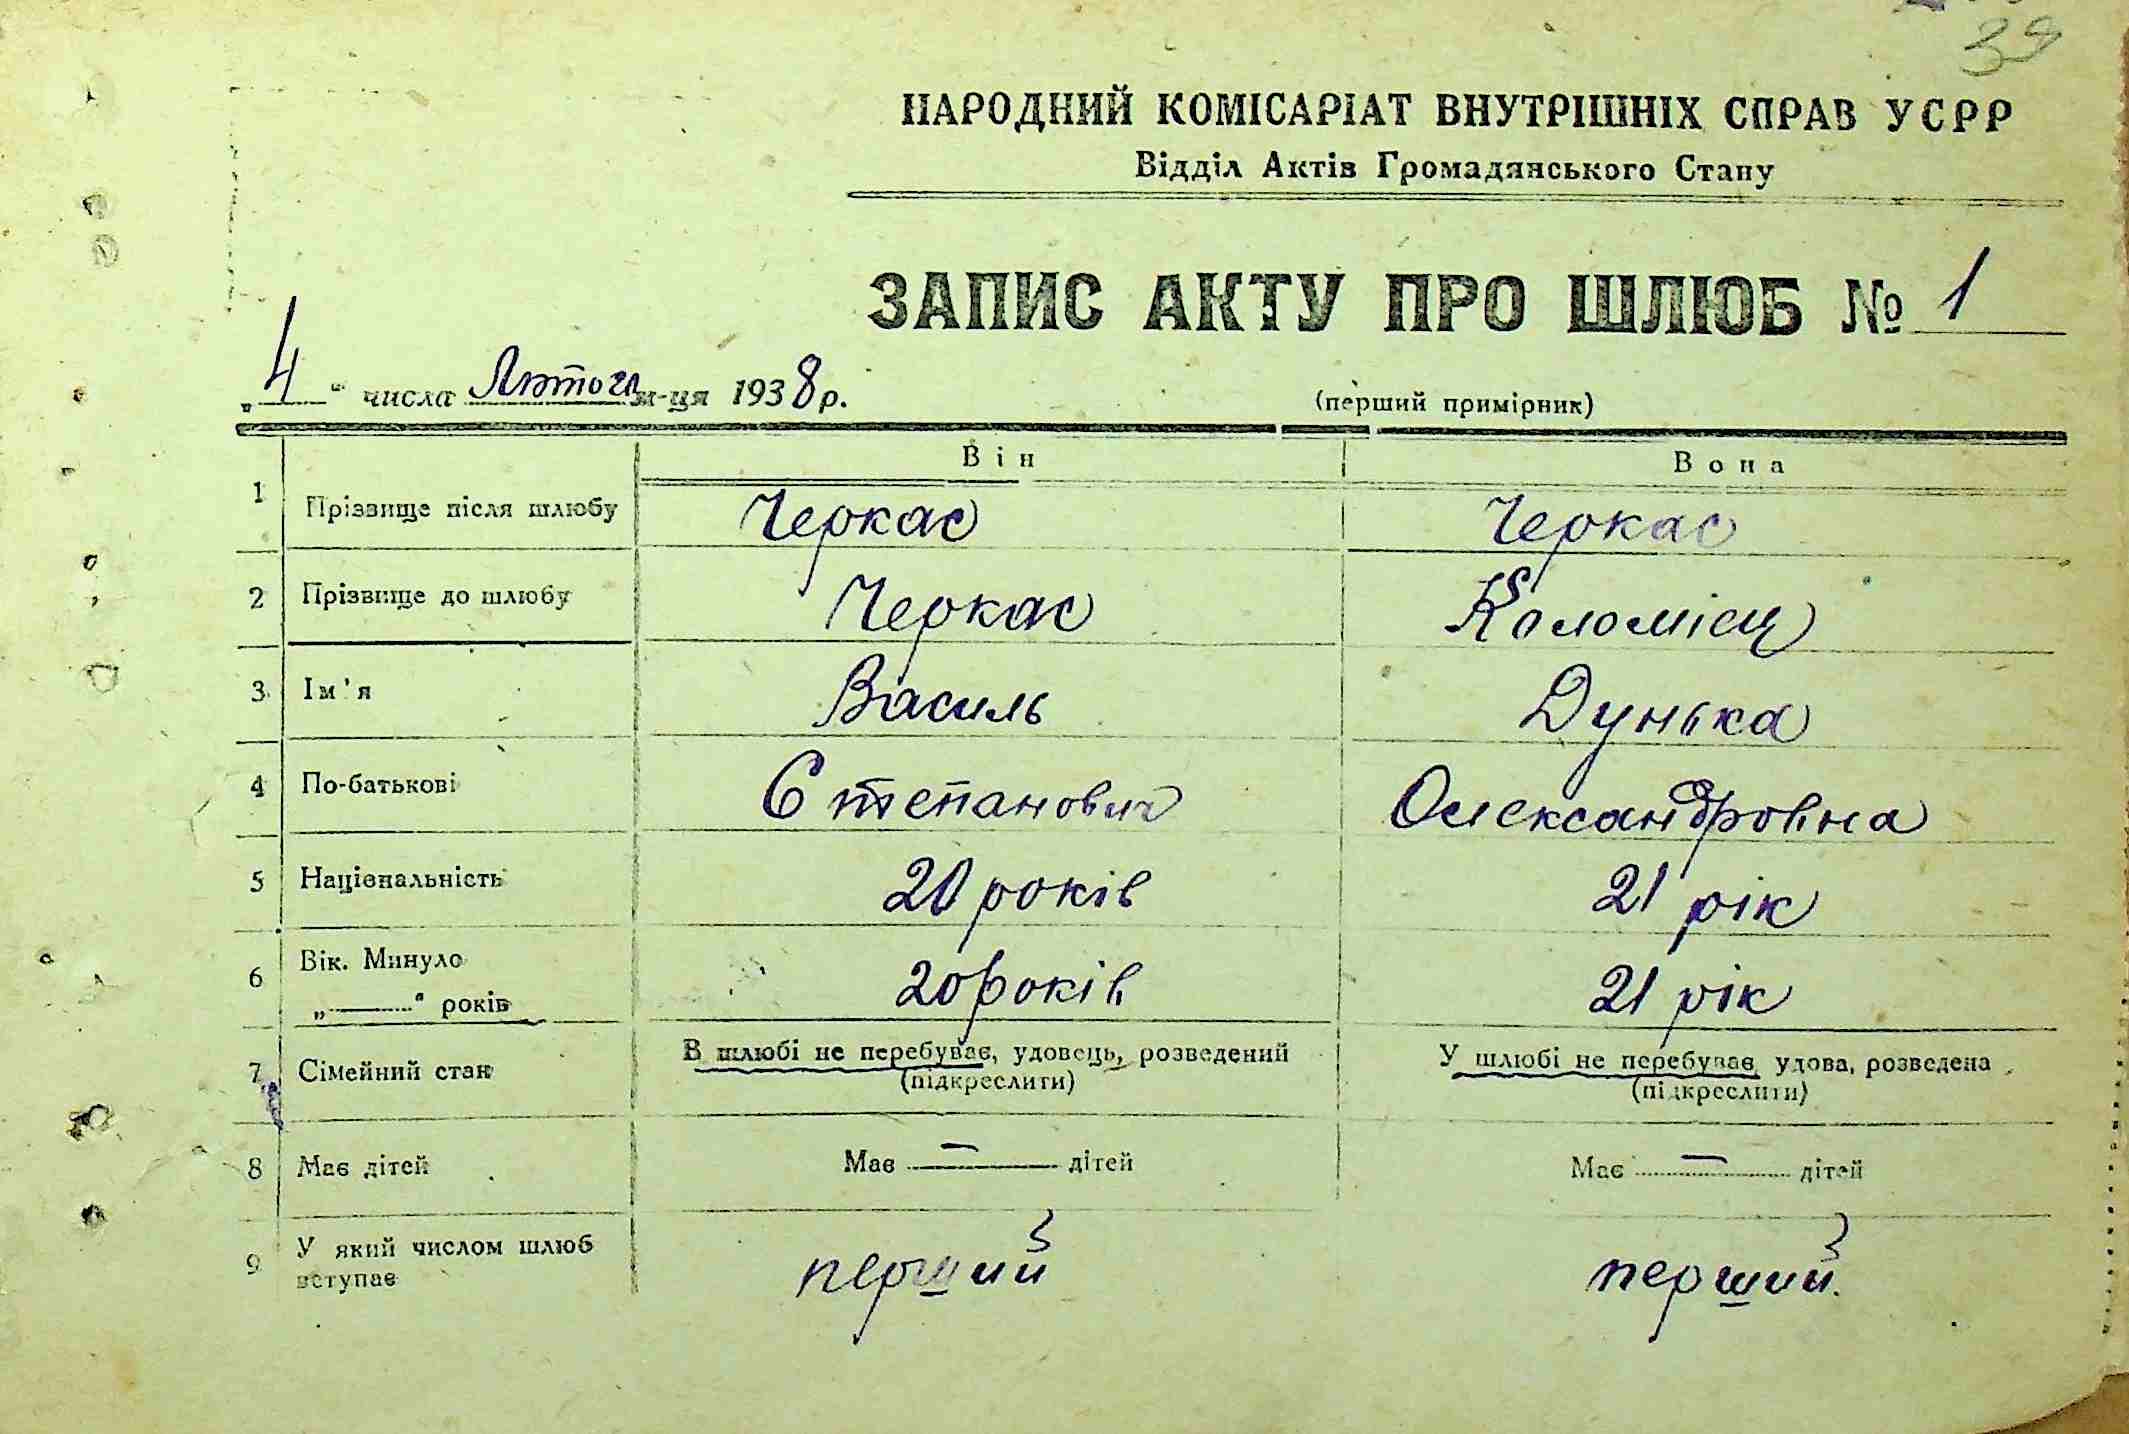 39
НАРОДНИЙ КОМІСАРІАТ ВНУТРІШНІХ СПРАВ УСРР
Відділ Актів Громадянського Стану
ЗАПИС АКТУ ПРО ШЛЮБ № 1
„4“ числа Лютого м-ця 1938 р.
(перший примірник)
Він Вона
1 Прізвище після шлюбу Черкас Черкас
2 Прізвище до шлюбу Черкас Коломієц
3 Ім'я Василь Дунька
4 По-батькові Степанович Олександровна
5 Національність 20 років 21 рік
6 Вік. Минуло
„——“ років 20 років 21 рік
7 Сімейний стан В шлюбі не перебуває, удовець, розведений У шлюбі не перебуває, удова, розведена
(підкреслити) (підкреслити)
8 Має дітей Має — дітей Має — дітей
9 У який числом шлюб
вступає перший перший